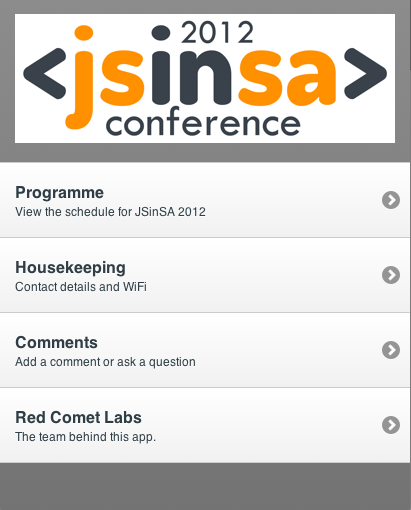 2012
<jsinsa>
conference
Programme
View the schedule for JSinSA 2012
Housekeeping
Contact details and WiFi
Comments
Add a comment or ask a question
Red Comet Labs
The team behind this app.